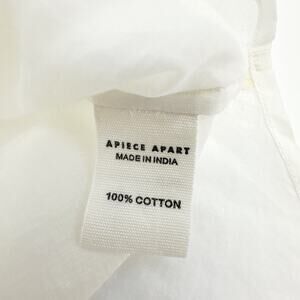 APIECE APART
MADE IN INDIA
100% COTTON